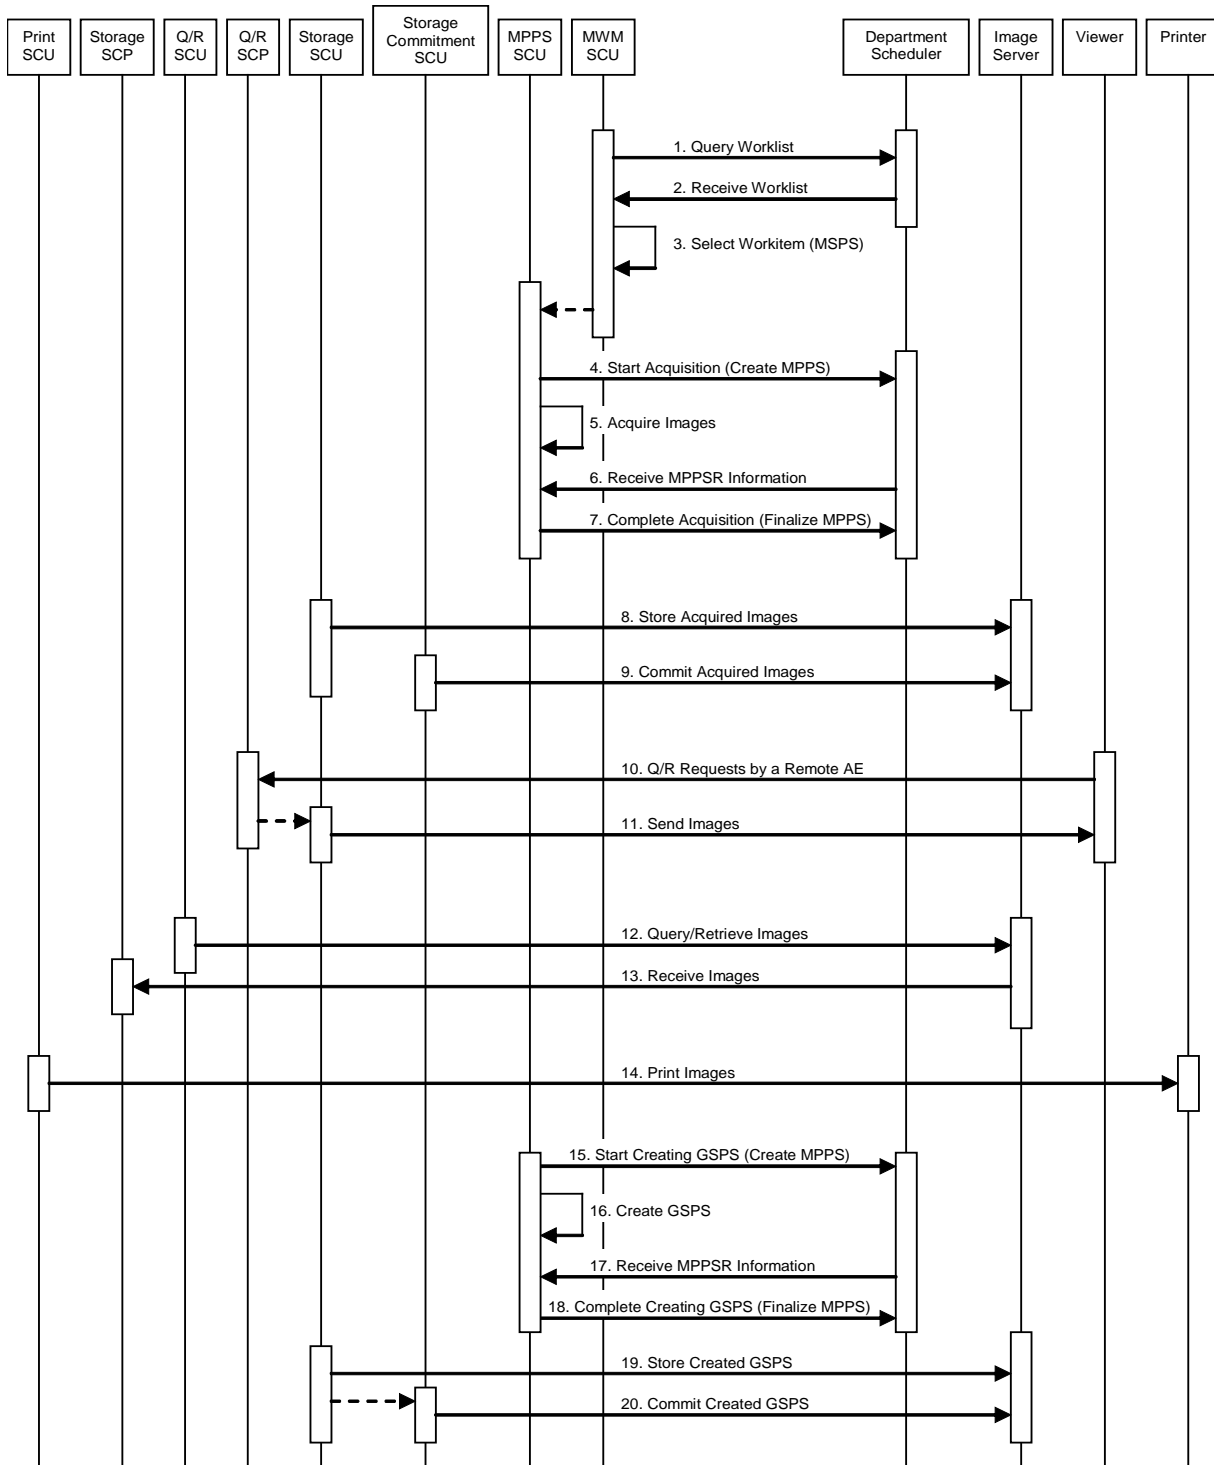 Print
SCU
Storage
SCP
Q/R
SCU
Q/R
SCP
Storage
SCU
Storage
Commitment
SCU
MPPS
SCU
MWM
SCU
Department
Scheduler
Image
Server
Viewer
Printer
1. Query Worklist
2. Receive Worklist
3. Select Workitem (MSPS)
4. Start Acquisition (Create MPPS)
5. Acquire Images
6. Receive MPPSR Information
7. Complete Acquisition (Finalize MPPS)
8. Store Acquired Images
9. Commit Acquired Images
10. Q/R Requests by a Remote AE
11. Send Images
12. Query/Retrieve Images
13. Receive Images
14. Print Images
15. Start Creating GSPS (Create MPPS)
16. Create GSPS
17. Receive MPPSR Information
18. Complete Creating GSPS (Finalize MPPS)
19. Store Created GSPS
20. Commit Created GSPS